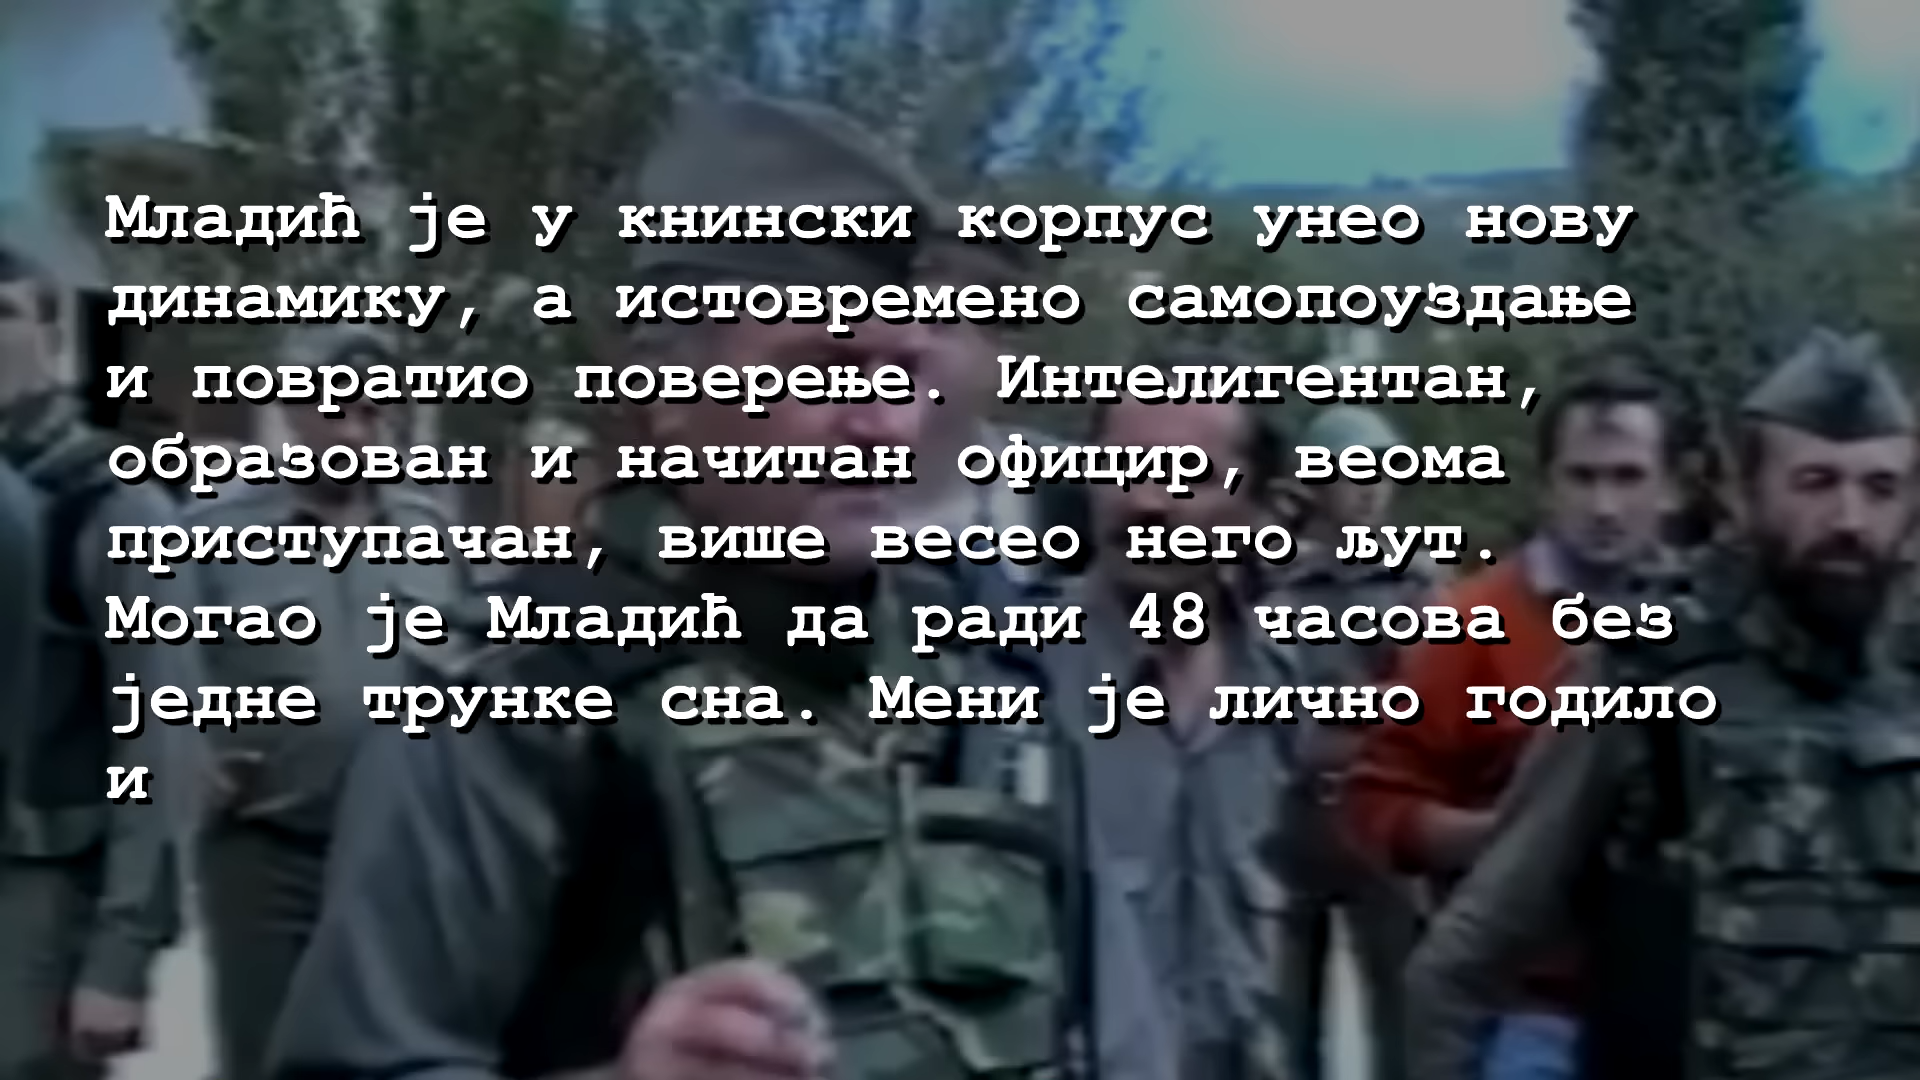 Младић је у кнински корпус унео нову
динамику, а истовремено самопоуздање
и повратио поверење. Интелигентан,
образован и начитан официр, веома
приступачан, више весео него љут.
Могао је Младић да ради 48 часова без
једне трунке сна. Мени је лично годило
и